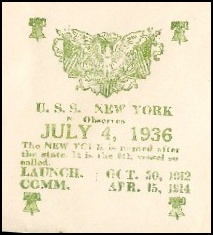 U. S. S. NEW YORK
Observes
JULY 4, 1936
The NEW YORK is named after
the state. It is the 5th vessel so
called.
LAUNCH. : OCT. 30, 1912
COMM. APR. 15, 1914